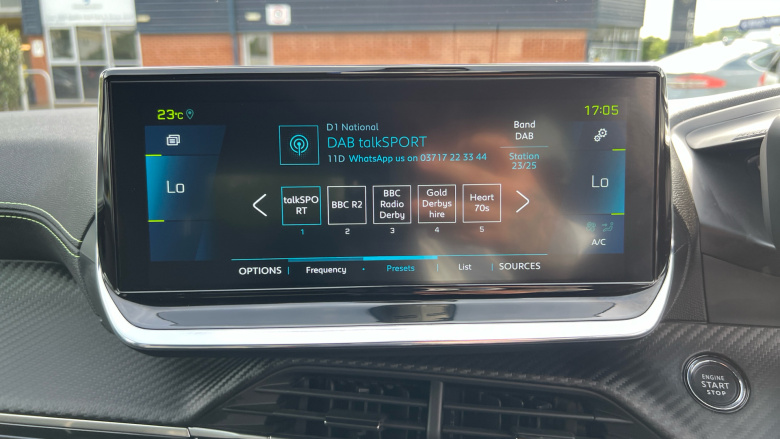 23°C
17:05
D1 National
DAB talkSPORT
11D WhatsApp us on 03717 22 33 44
Band
DAB
Station
23/25
Lo
Lo
talkSPO
RT
1
BBC R2
2
BBC
Radio
Derby
3
Gold
Derbys
hire
4
Heart
70s
5
A/C
OPTIONS
Frequency
Presets
List
SOURCES
ENGINE
START
STOP